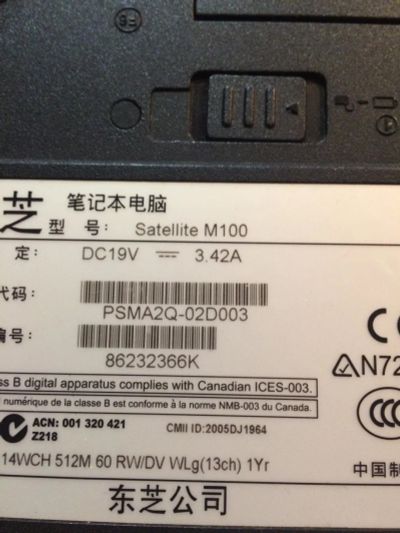 F6
笔记本电脑
芝
型 号: Satellite M100
定: DC19V 3.42A
代码:
PSMA2Q-02D003
编号:
86232366K
ss B digital apparatus complies with Canadian ICES-003.
numérique de la classe B est conforme à la norme NMB-003 du Canada.
ACN: 001 320 421
Z218
CMII ID:2005DJ1964
N72
14WCH 512M 60 RW/DV WLg(13ch) 1Yr
中国制
东芝公司